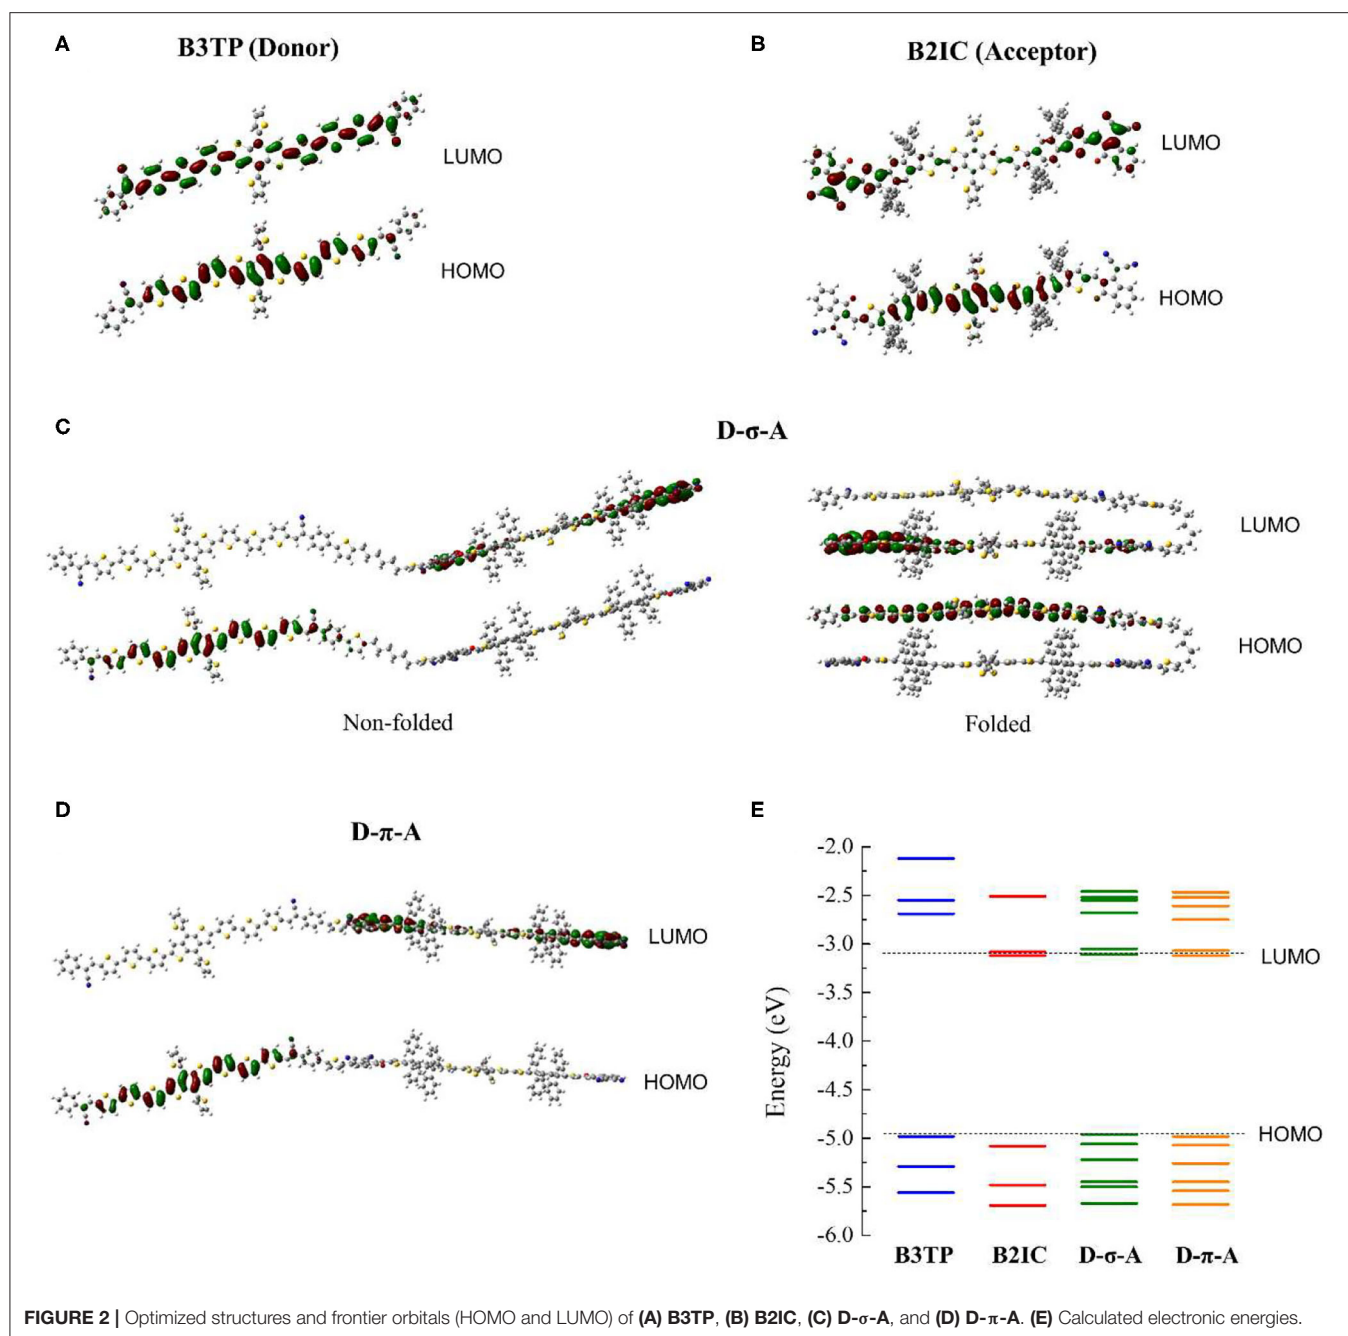 A
B3TP (Donor)
LUMO
HOMO
B
B2IC (Acceptor)
LUMO
HOMO
C
D-σ-A
LUMO
HOMO
Non-folded
Folded
D
D-π-A
LUMO
HOMO
E
Energy (eV)
-2.0
-2.5
-3.0
-3.5
-4.0
-4.5
-5.0
-5.5
-6.0
LUMO
HOMO
B3TP B2IC D-σ-A D-π-A
FIGURE 2 | Optimized structures and frontier orbitals (HOMO and LUMO) of (A) B3TP, (B) B2IC, (C) D-σ-A, and (D) D-π-A. (E) Calculated electronic energies.